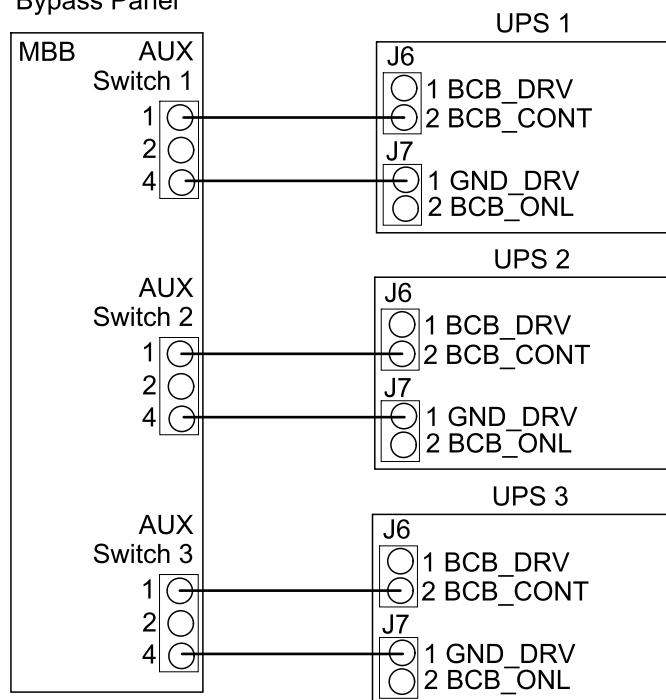 Bypass Panel
UPS 1
MBB AUX
Switch 1
1
2
4
J6
1 BCB_DRV
2 BCB_CONT
J7
1 GND_DRV
2 BCB_ONL
UPS 2
AUX
Switch 2
1
2
4
J6
1 BCB_DRV
2 BCB_CONT
J7
1 GND_DRV
2 BCB_ONL
UPS 3
AUX
Switch 3
1
2
4
J6
1 BCB_DRV
2 BCB_CONT
J7
1 GND_DRV
2 BCB_ONL